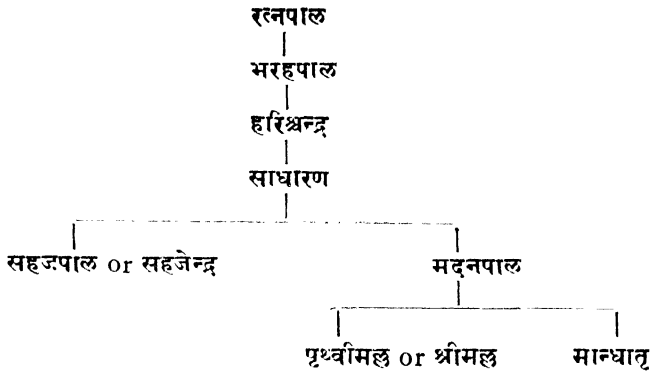 रत्नपाल
भरहपाल
हरिश्चन्द्र
साधारण
सहजपाल or सहजेन्द्र मदनपाल
पृथ्वीमल्ल or श्रीमल्ल मान्धातृ